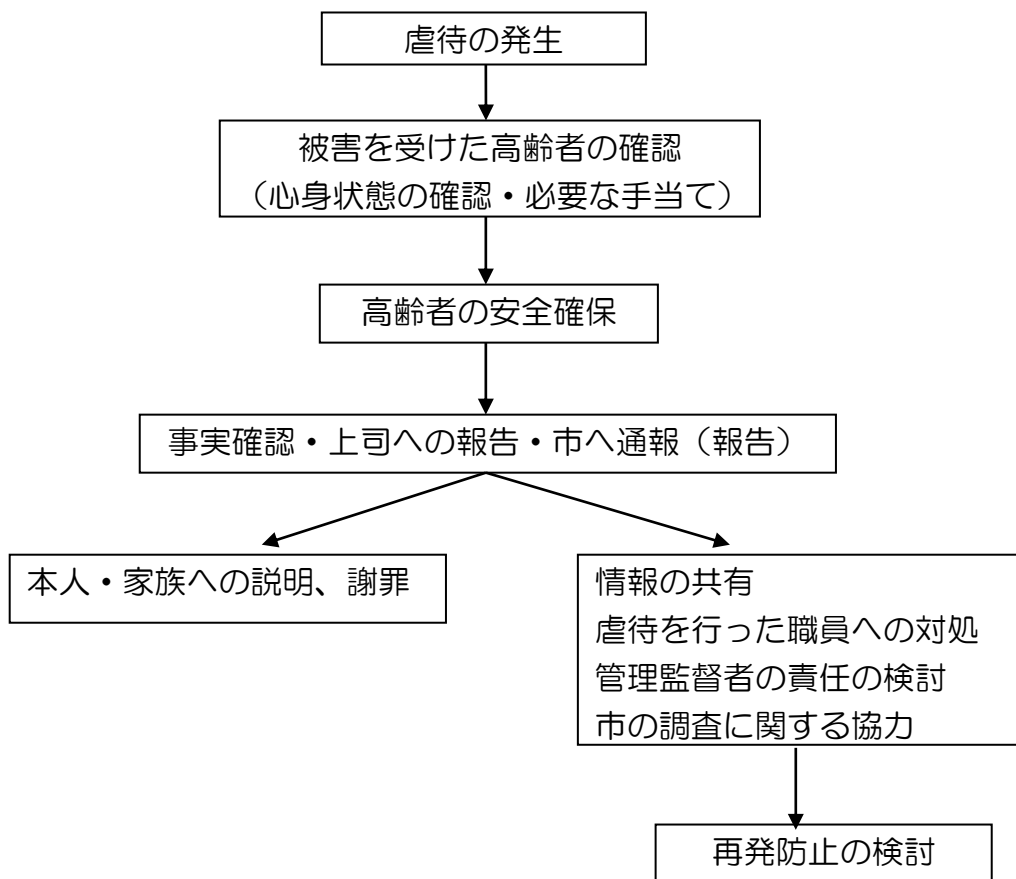 虐待の発生
被害を受けた高齢者の確認
（心身状態の確認・必要な手当て）
高齢者の安全確保
事実確認・上司への報告・市へ通報（報告）
本人・家族への説明、謝罪
情報の共有
虐待を行った職員への対処
管理監督者の責任の検討
市の調査に関する協力
再発防止の検討